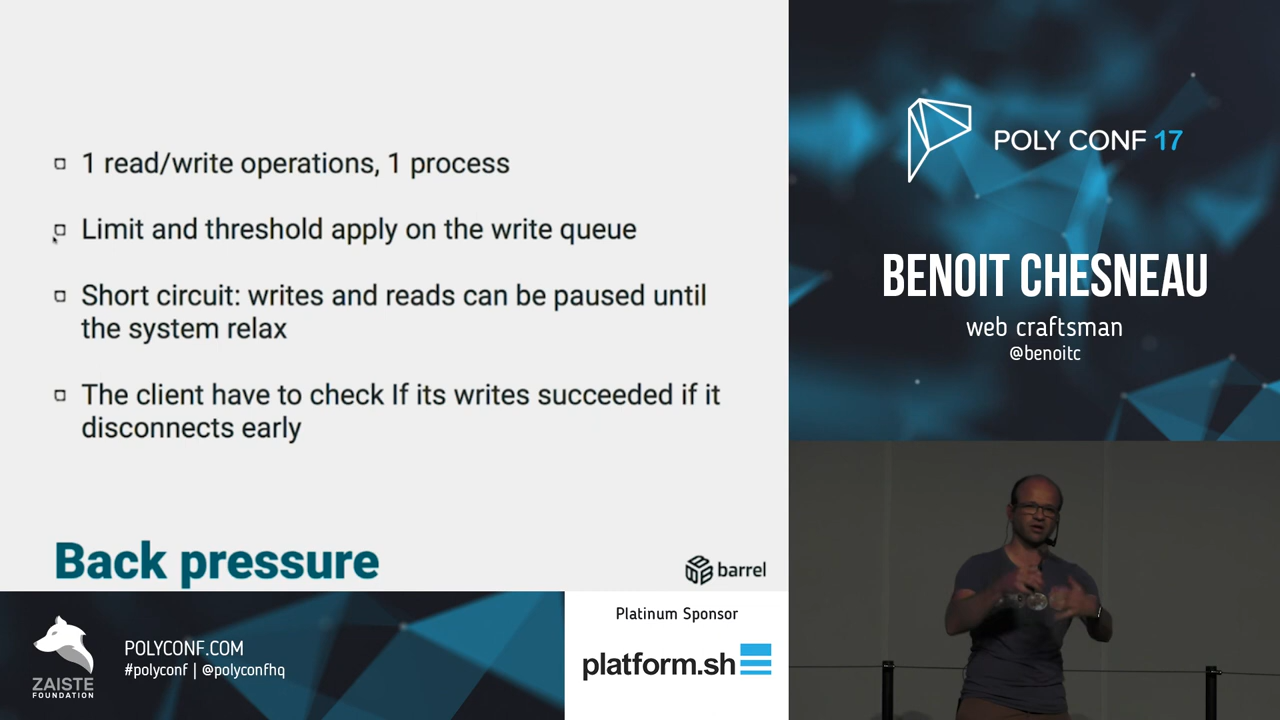 1 read/write operations, 1 process
Limit and threshold apply on the write queue
Short circuit: writes and reads can be paused until
the system relax
The client have to check If its writes succeeded if it
disconnects early
Back pressure
barrel
POLY CONF 17
BENOIT CHESNEAU
web craftsman
@benoitc
ZAISTE
FOUNDATION
POLYCONF.COM
#polyconf | @polyconfhq
Platinum Sponsor
platform.sh